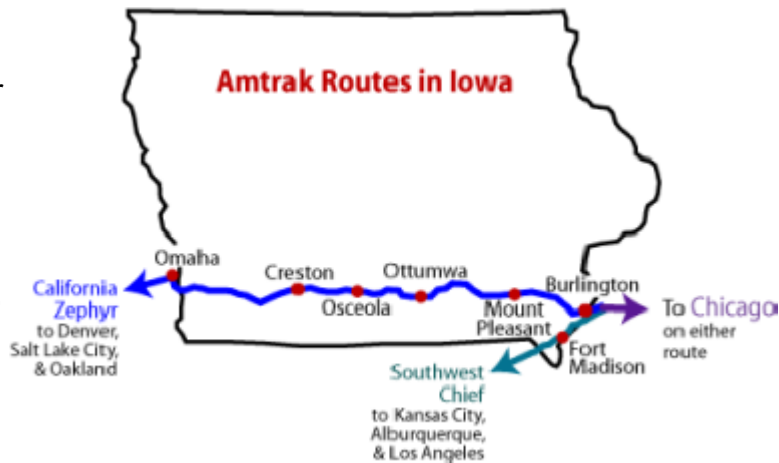 Amtrak Routes in Iowa
Omaha
Creston
Osceola
Ottumwa
Mount
Pleasant
Burlington
Fort
Madison
California
Zephyr
to Denver,
Salt Lake City,
& Oakland
To Chicago
on either
route
Southwest
Chief
to Kansas City,
Alburquerque,
& Los Angeles